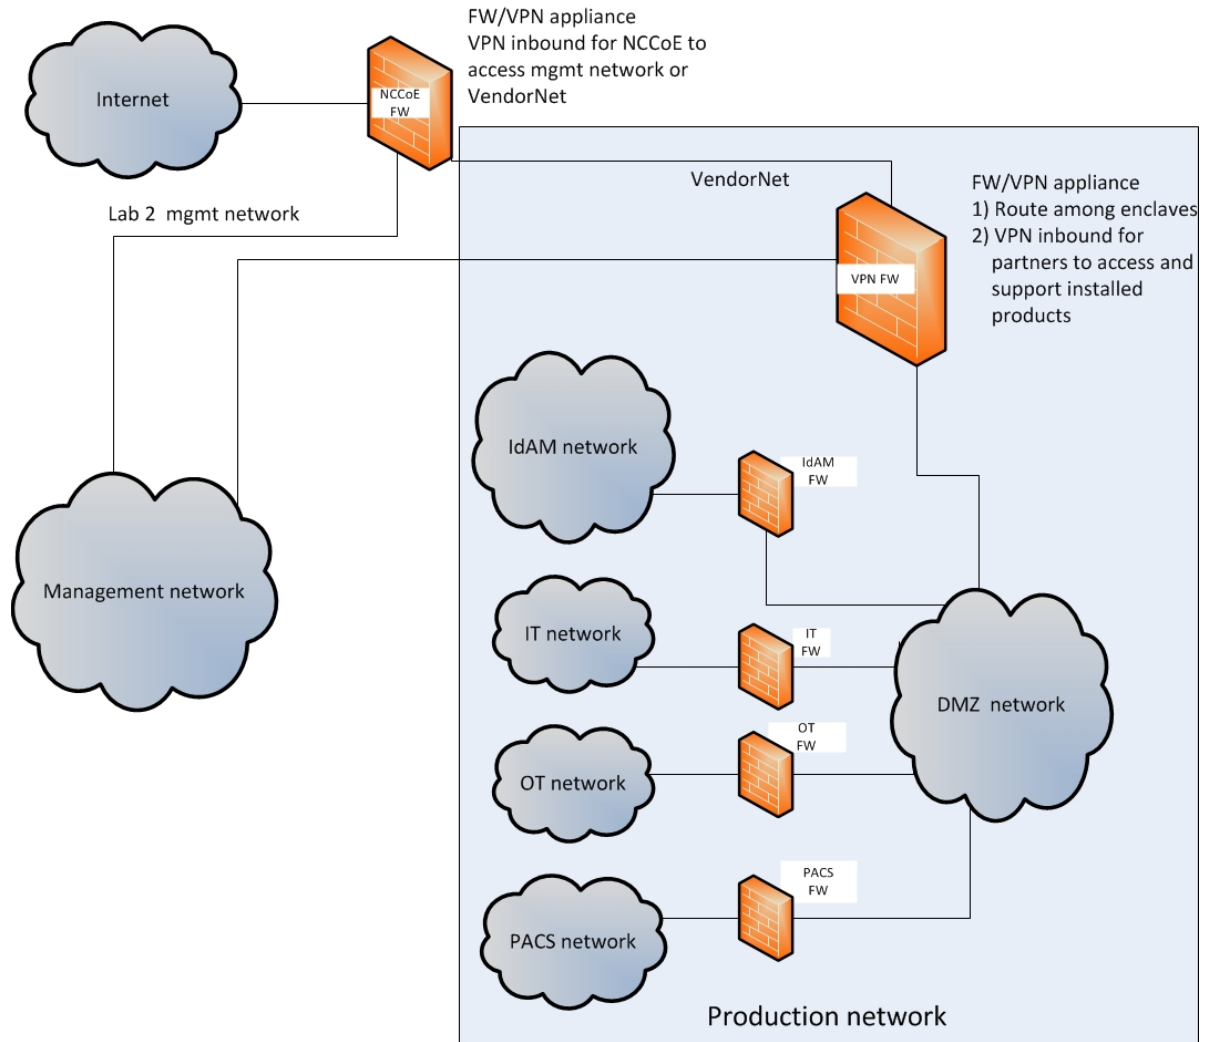 FW/VPN appliance
VPN inbound for NCCoE to
access mgmt network or
VendorNet
Internet
NCCoE
FW
VendorNet
FW/VPN appliance
1) Route among enclaves
2) VPN inbound for
partners to access and
support installed
products
Lab 2 mgmt network
VPN FW
IdAM network
IdAM
FW
Management network
IT network
IT
FW
DMZ network
OT network
OT
FW
PACS network
PACS
FW
Production network